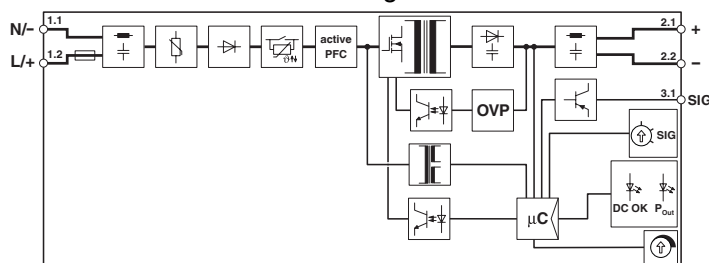 N/−
1.1
L/+
1.2
active
PFC
2.1
+
2.2
−
3.1
SIG
OVP
SIG
μC
DC OK
P Out